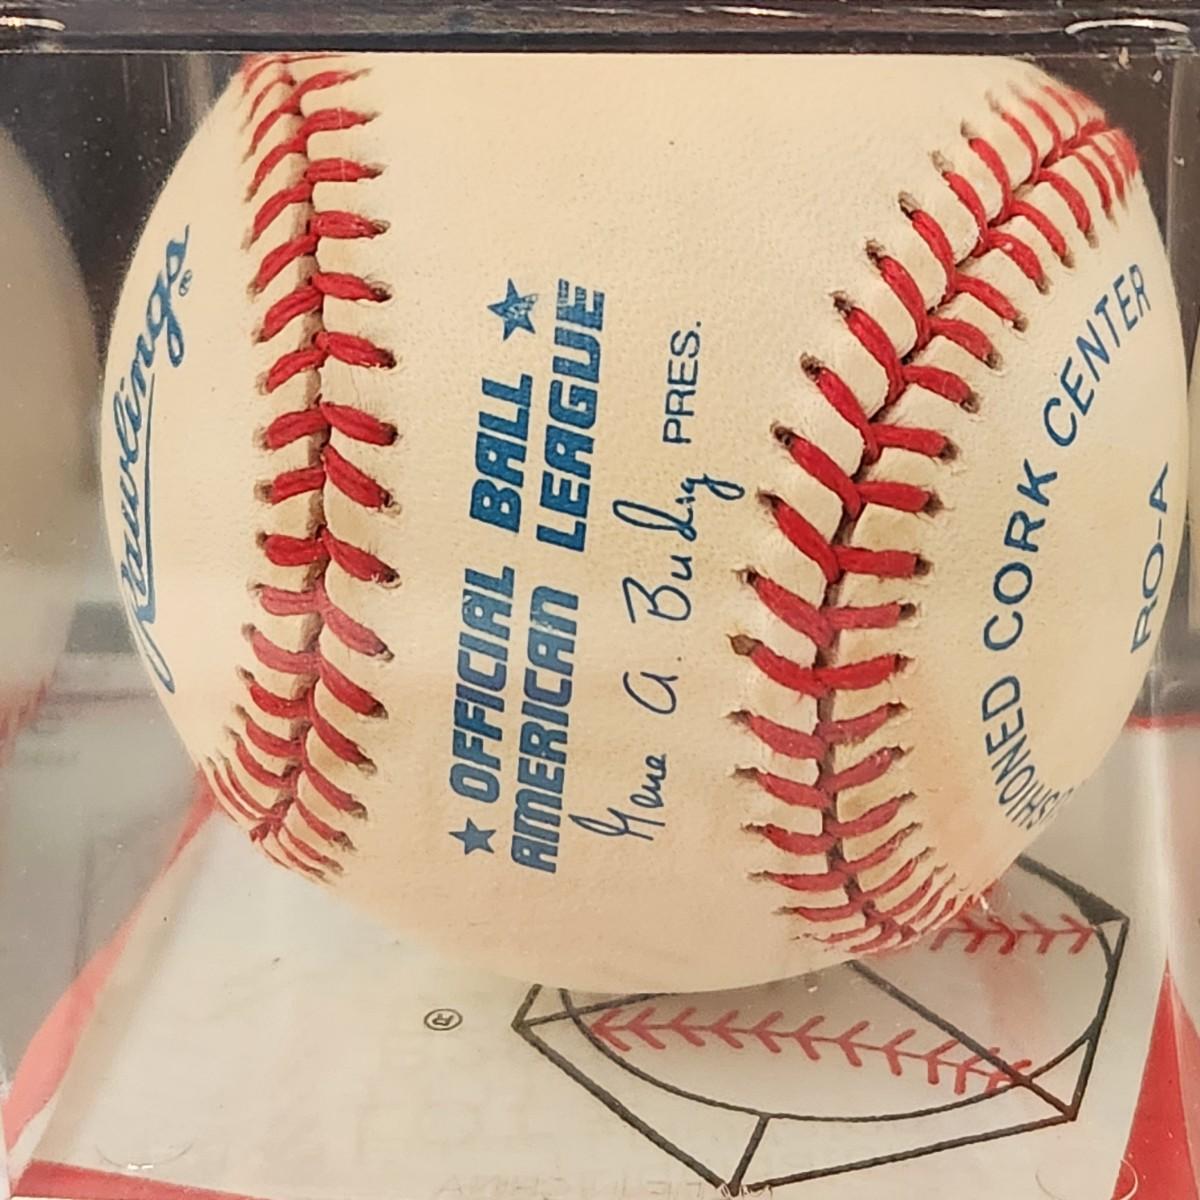 Rawlings®
★ OFFICIAL BALL ★
AMERICAN LEAGUE
Gene A Budig PRES.
CORK CENTER
RO-A
®